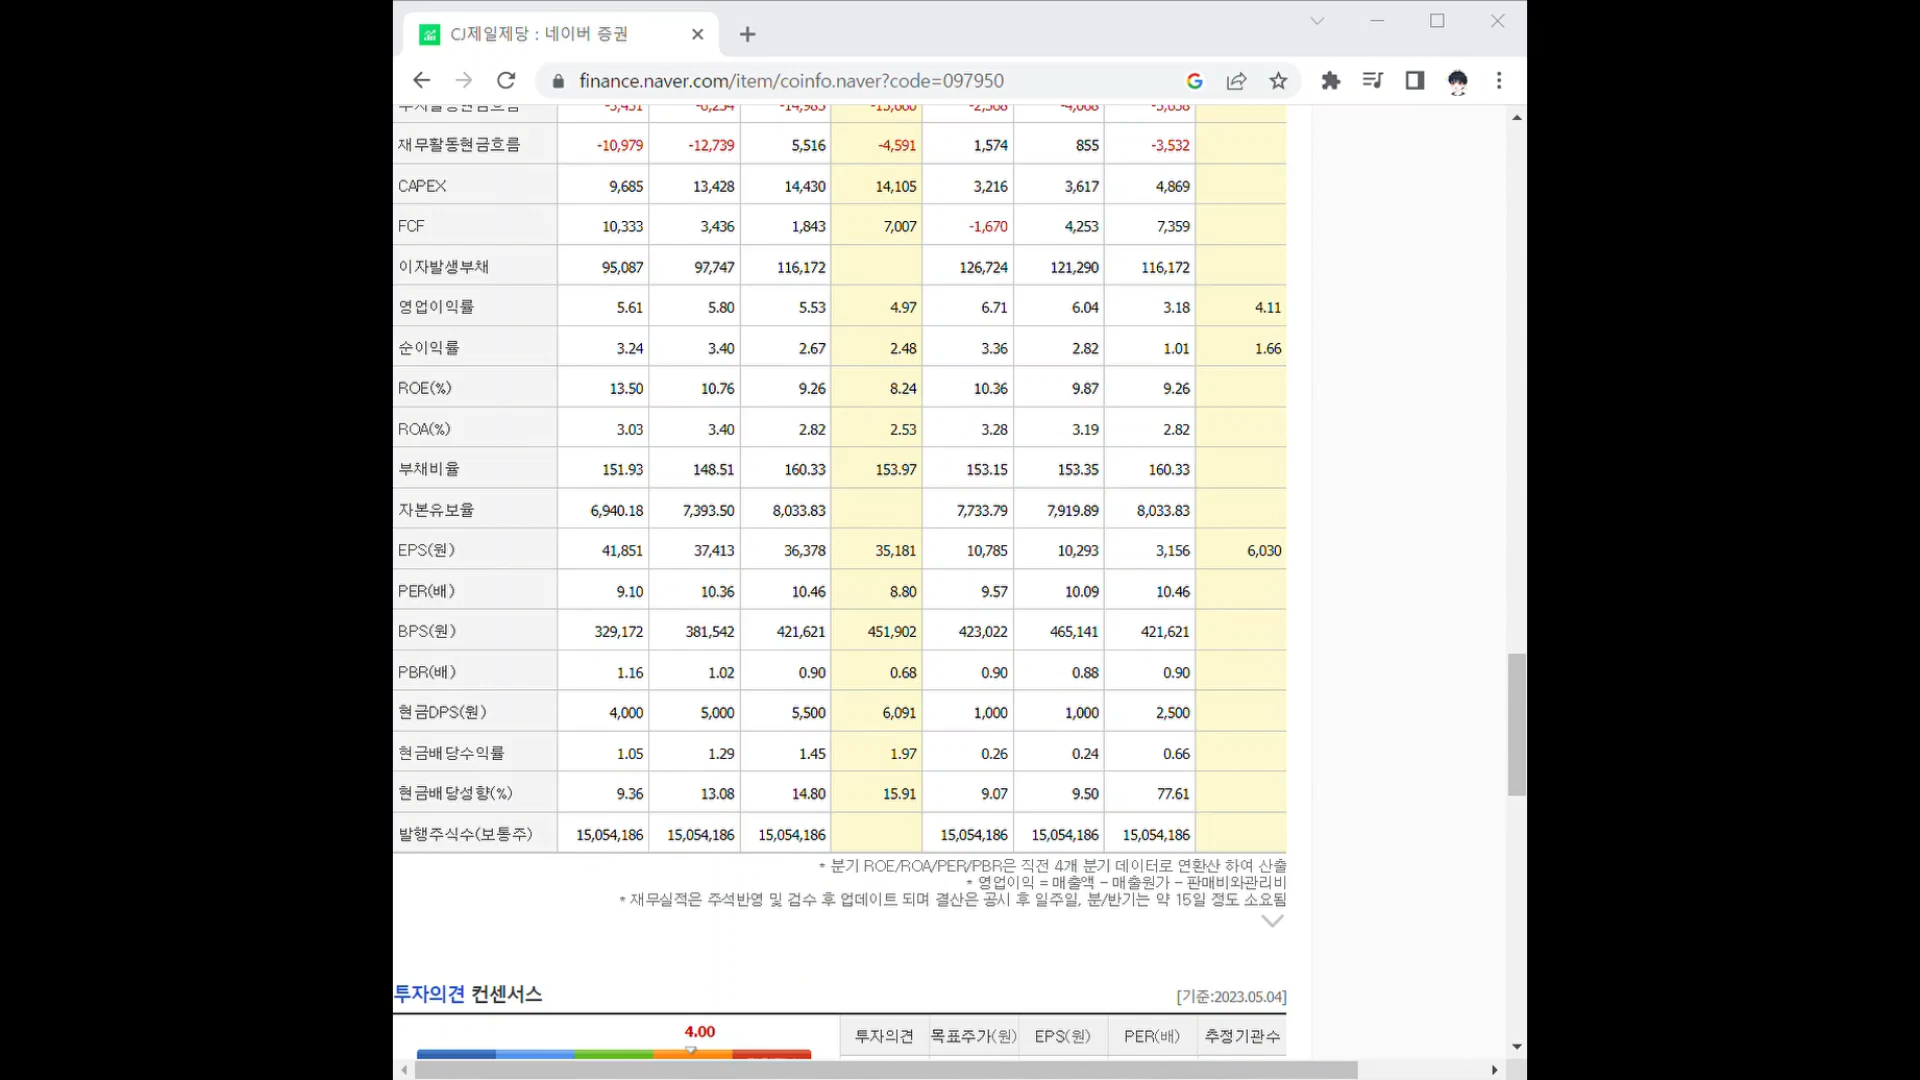 CJ제일제당 : 네이버 증권
finance.naver.com/item/coinfo.naver?code=097950
재무활동현금흐름 -10,979 -12,739 5,516 -4,591 1,574 855 -3,532
CAPEX 9,685 13,428 14,430 14,105 3,216 3,617 4,869
FCF 10,333 3,436 1,843 7,007 -1,670 4,253 7,359
이자발생부채 95,087 97,747 116,172 126,724 121,290 116,172
영업이익률 5.61 5.80 5.53 4.97 6.71 6.04 3.18 4.11
순이익률 3.24 3.40 2.67 2.48 3.36 2.82 1.01 1.66
ROE(%) 13.50 10.76 9.26 8.24 10.36 9.87 9.26
ROA(%) 3.03 3.40 2.82 2.53 3.28 3.19 2.82
부채비율 151.93 148.51 160.33 153.97 153.15 153.35 160.33
자본유보율 6,940.18 7,393.50 8,033.83 7,733.79 7,919.89 8,033.83
EPS(원) 41,851 37,413 36,378 35,181 10,785 10,293 3,156 6,030
PER(배) 9.10 10.36 10.46 8.80 9.57 10.09 10.46
BPS(원) 329,172 381,542 421,621 451,902 423,022 465,141 421,621
PBR(배) 1.16 1.02 0.90 0.68 0.90 0.88 0.90
현금DPS(원) 4,000 5,000 5,500 6,091 1,000 1,000 2,500
현금배당수익률 1.05 1.29 1.45 1.97 0.26 0.24 0.66
현금배당성향(%) 9.36 13.08 14.80 15.91 9.07 9.50 77.61
발행주식수(보통주) 15,054,186 15,054,186 15,054,186 15,054,186 15,054,186 15,054,186
* 분기 ROE/ROA/PER/PBR은 직전 4개 분기 데이터로 연환산 하여 산출
* 영업이익 = 매출액 - 매출원가 - 판매비와관리비
* 재무실적은 주석반영 및 검수 후 업데이트 되며 결산은 공시 후 일주일, 분/반기는 약 15일 정도 소요됨
투자의견 컨센서스 [기준:2023.05.04]
4.00
투자의견 목표주가(원) EPS(원) PER(배) 추정기관수